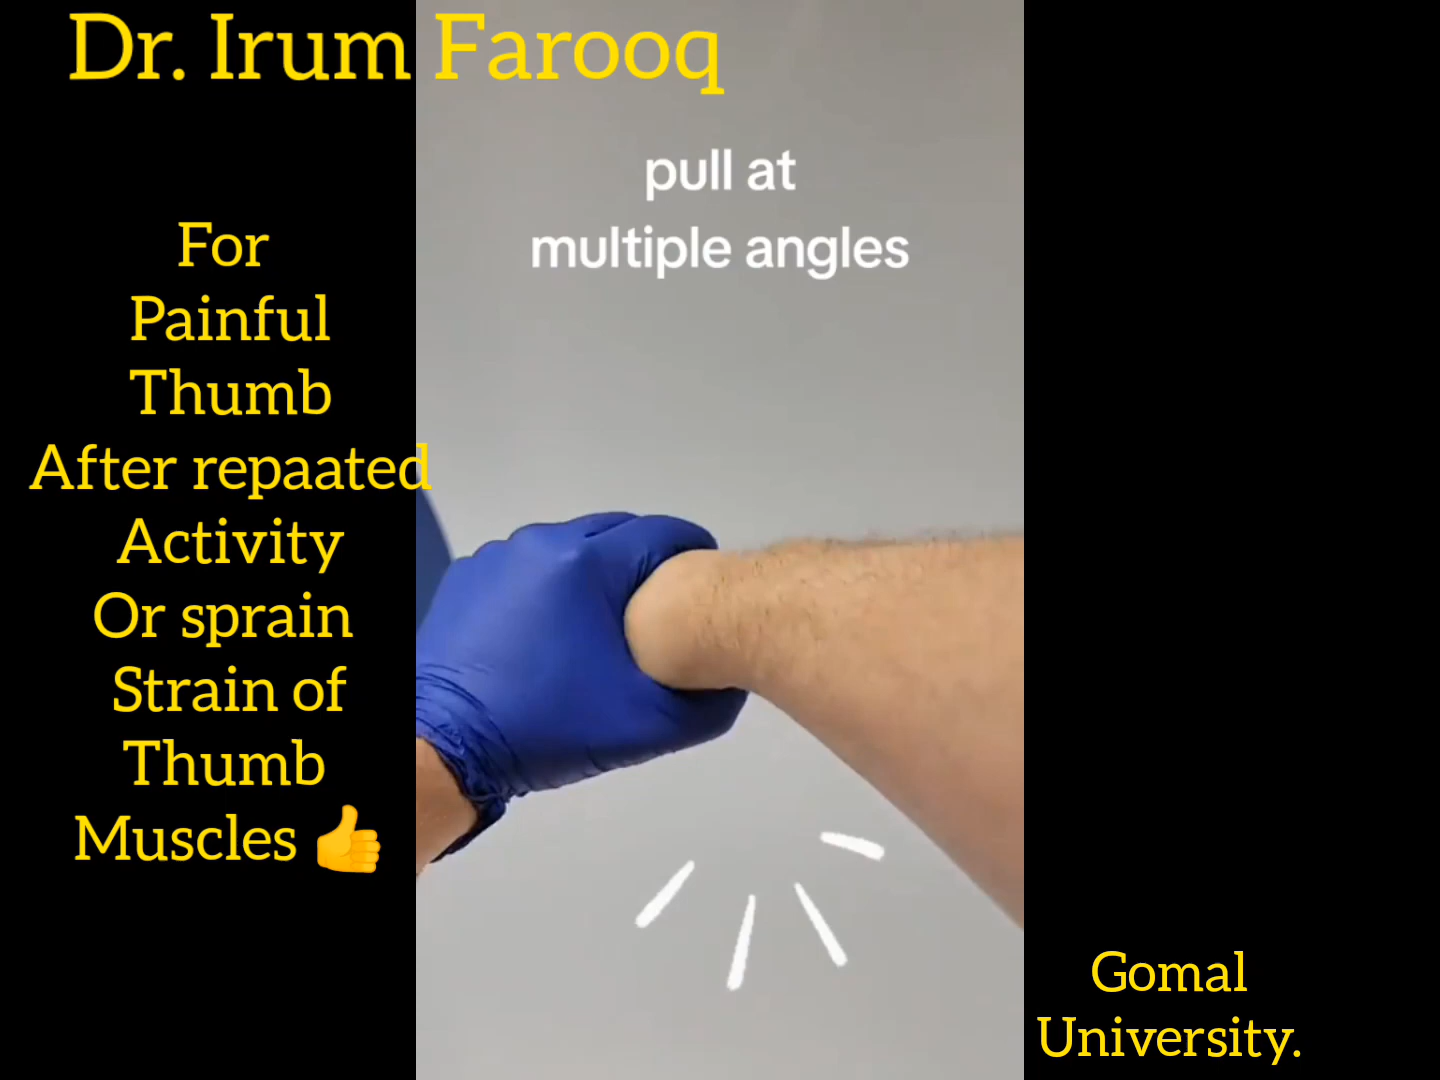 Dr. Irum Farooq
pull at
multiple angles
For
Painful
Thumb
After repaated
Activity
Or sprain
Strain of
Thumb
Muscles 👍
Gomal
University.